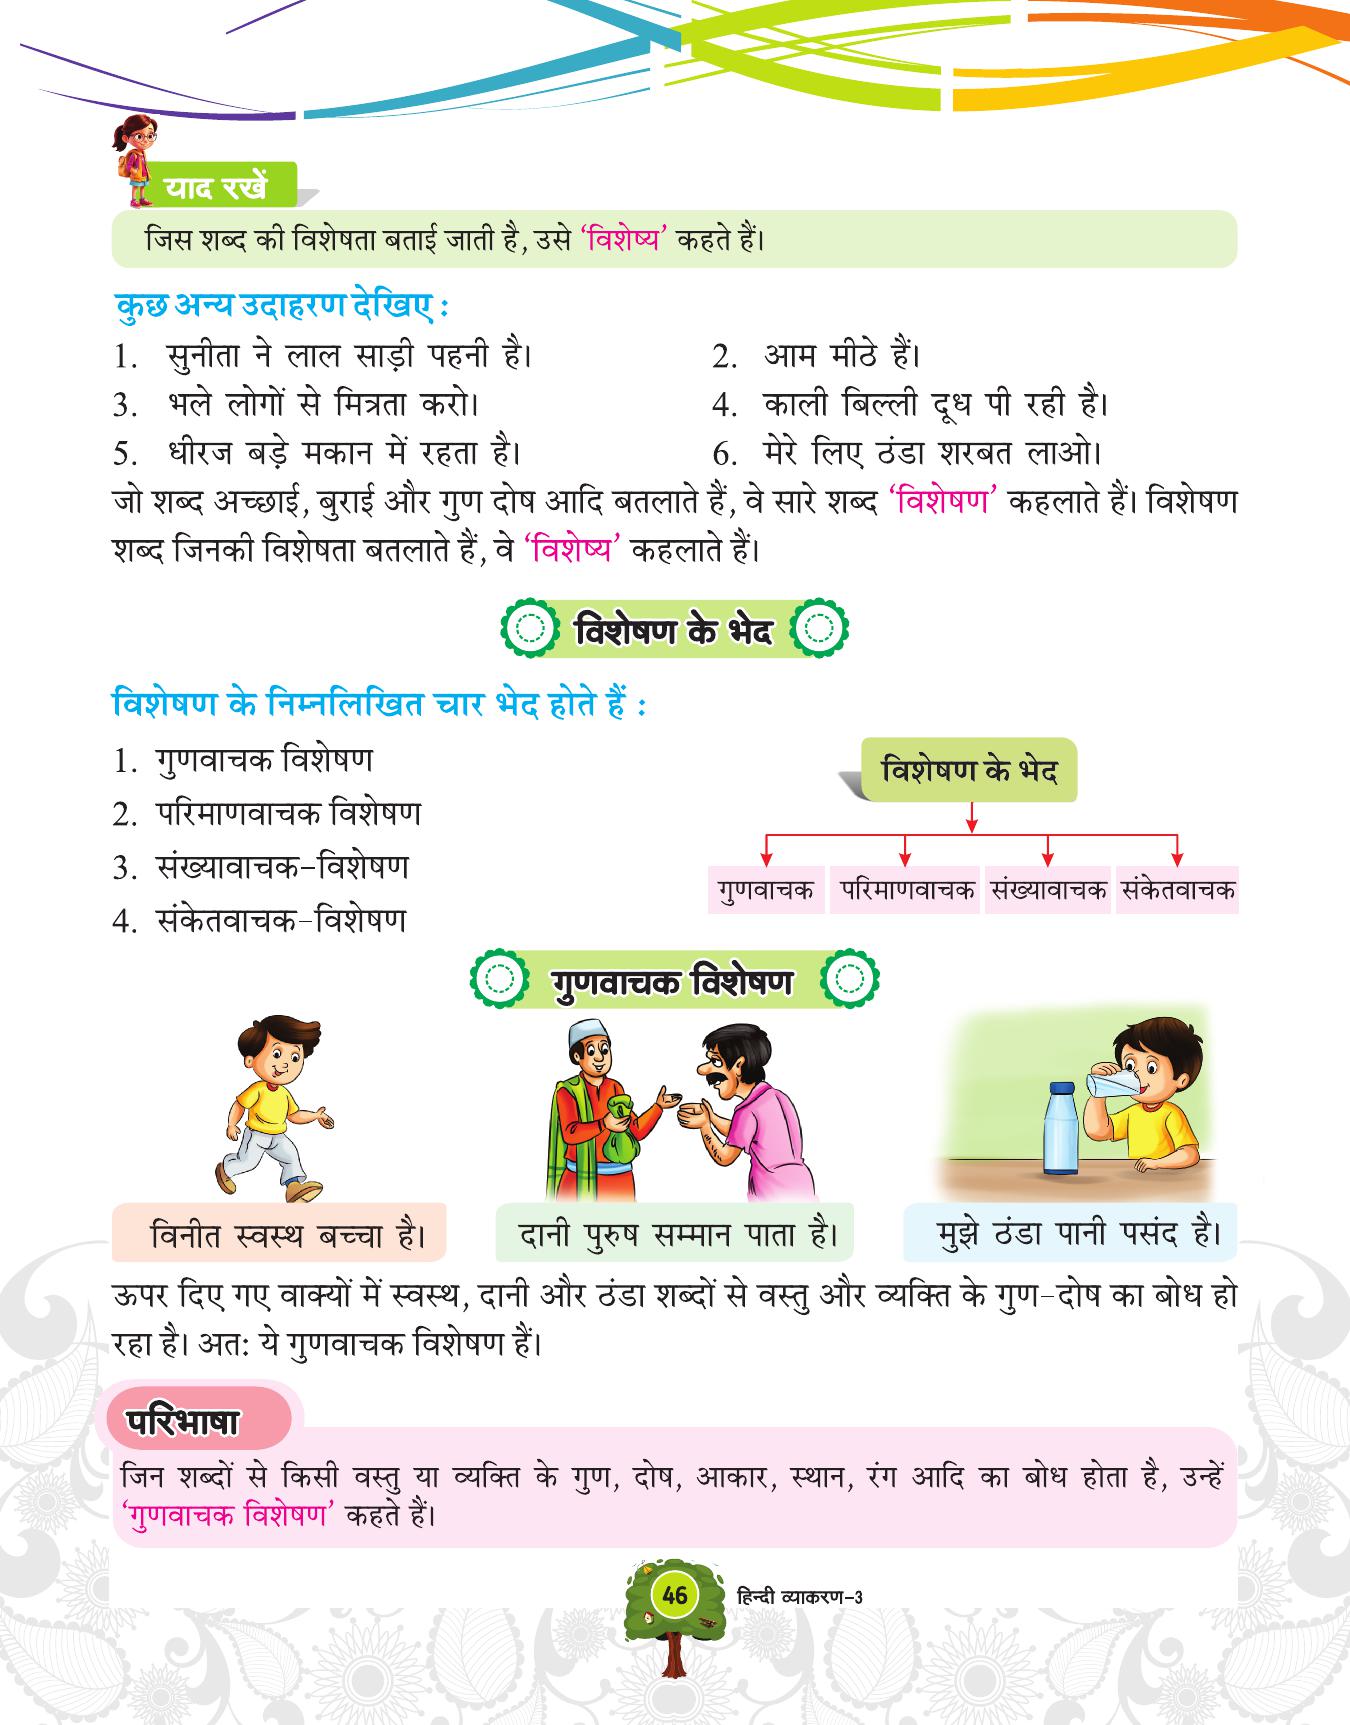 याद रखें
जिस शब्द की विशेषता बताई जाती है, उसे ‘विशेष्य’ कहते हैं।
कुछ अन्य उदाहरण देखिए :
1. सुनीता ने लाल साड़ी पहनी है।
2. आम मीठे हैं।
3. भले लोगों से मित्रता करो।
4. काली बिल्ली दूध पी रही है।
5. धीरज बड़े मकान में रहता है।
6. मेरे लिए ठंडा शरबत लाओ।
जो शब्द अच्छाई, बुराई और गुण दोष आदि बतलाते हैं, वे सारे शब्द ‘विशेषण’ कहलाते हैं। विशेषण
शब्द जिनकी विशेषता बतलाते हैं, वे ‘विशेष्य’ कहलाते हैं।
विशेषण के भेद
विशेषण के निम्नलिखित चार भेद होते हैं :
1. गुणवाचक विशेषण
2. परिमाणवाचक विशेषण
3. संख्यावाचक-विशेषण
4. संकेतवाचक-विशेषण
विशेषण के भेद
गुणवाचक परिमाणवाचक संख्यावाचक संकेतवाचक
गुणवाचक विशेषण
विनीत स्वस्थ बच्चा है।
दानी पुरुष सम्मान पाता है।
मुझे ठंडा पानी पसंद है।
ऊपर दिए गए वाक्यों में स्वस्थ, दानी और ठंडा शब्दों से वस्तु और व्यक्ति के गुण-दोष का बोध हो
रहा है। अत: ये गुणवाचक विशेषण हैं।
परिभाषा
जिन शब्दों से किसी वस्तु या व्यक्ति के गुण, दोष, आकार, स्थान, रंग आदि का बोध होता है, उन्हें
‘गुणवाचक विशेषण’ कहते हैं।
46 हिन्दी व्याकरण-3